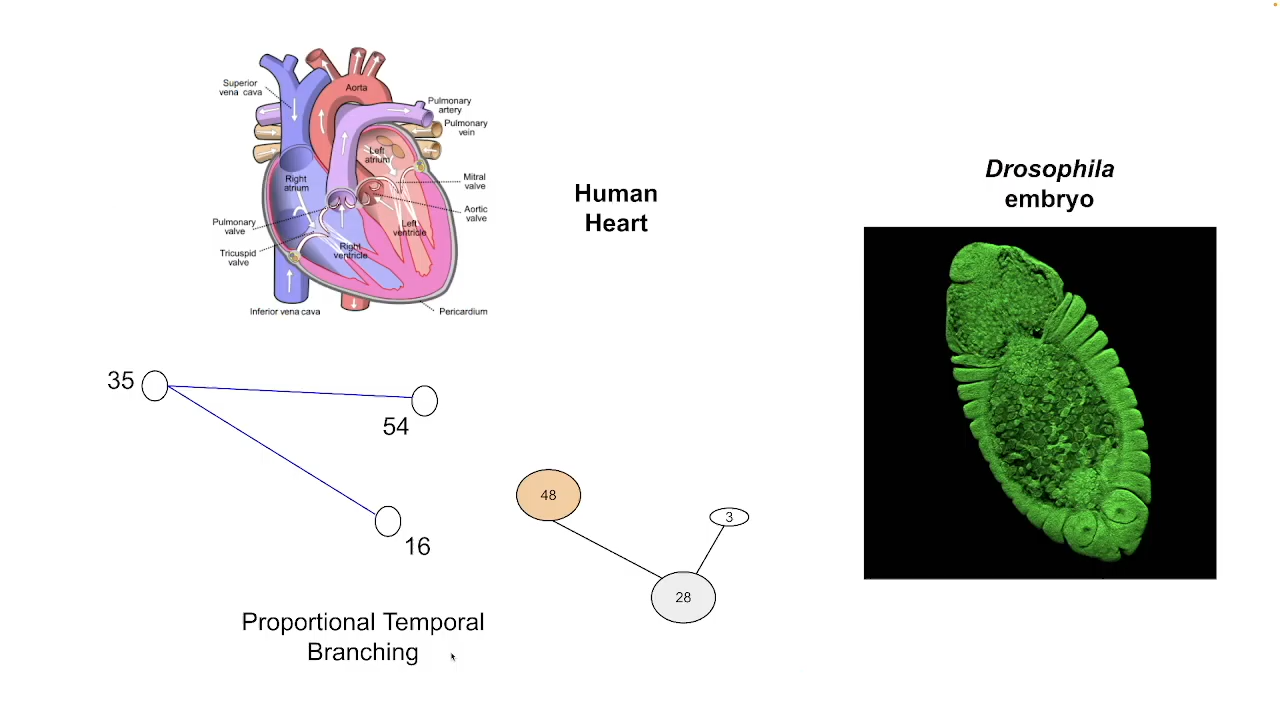 Superior
vena cava
Aorta
Pulmonary
artery
Pulmonary
vein
Left
atrium
Right
atrium
Mitral
valve
Aortic
valve
Pulmonary
valve
Left
ventricle
Tricuspid
valve
Right
ventricle
Inferior vena cava
Pericardium
Human
Heart
Drosophila
embryo
35
54
16
48
3
28
Proportional Temporal
Branching